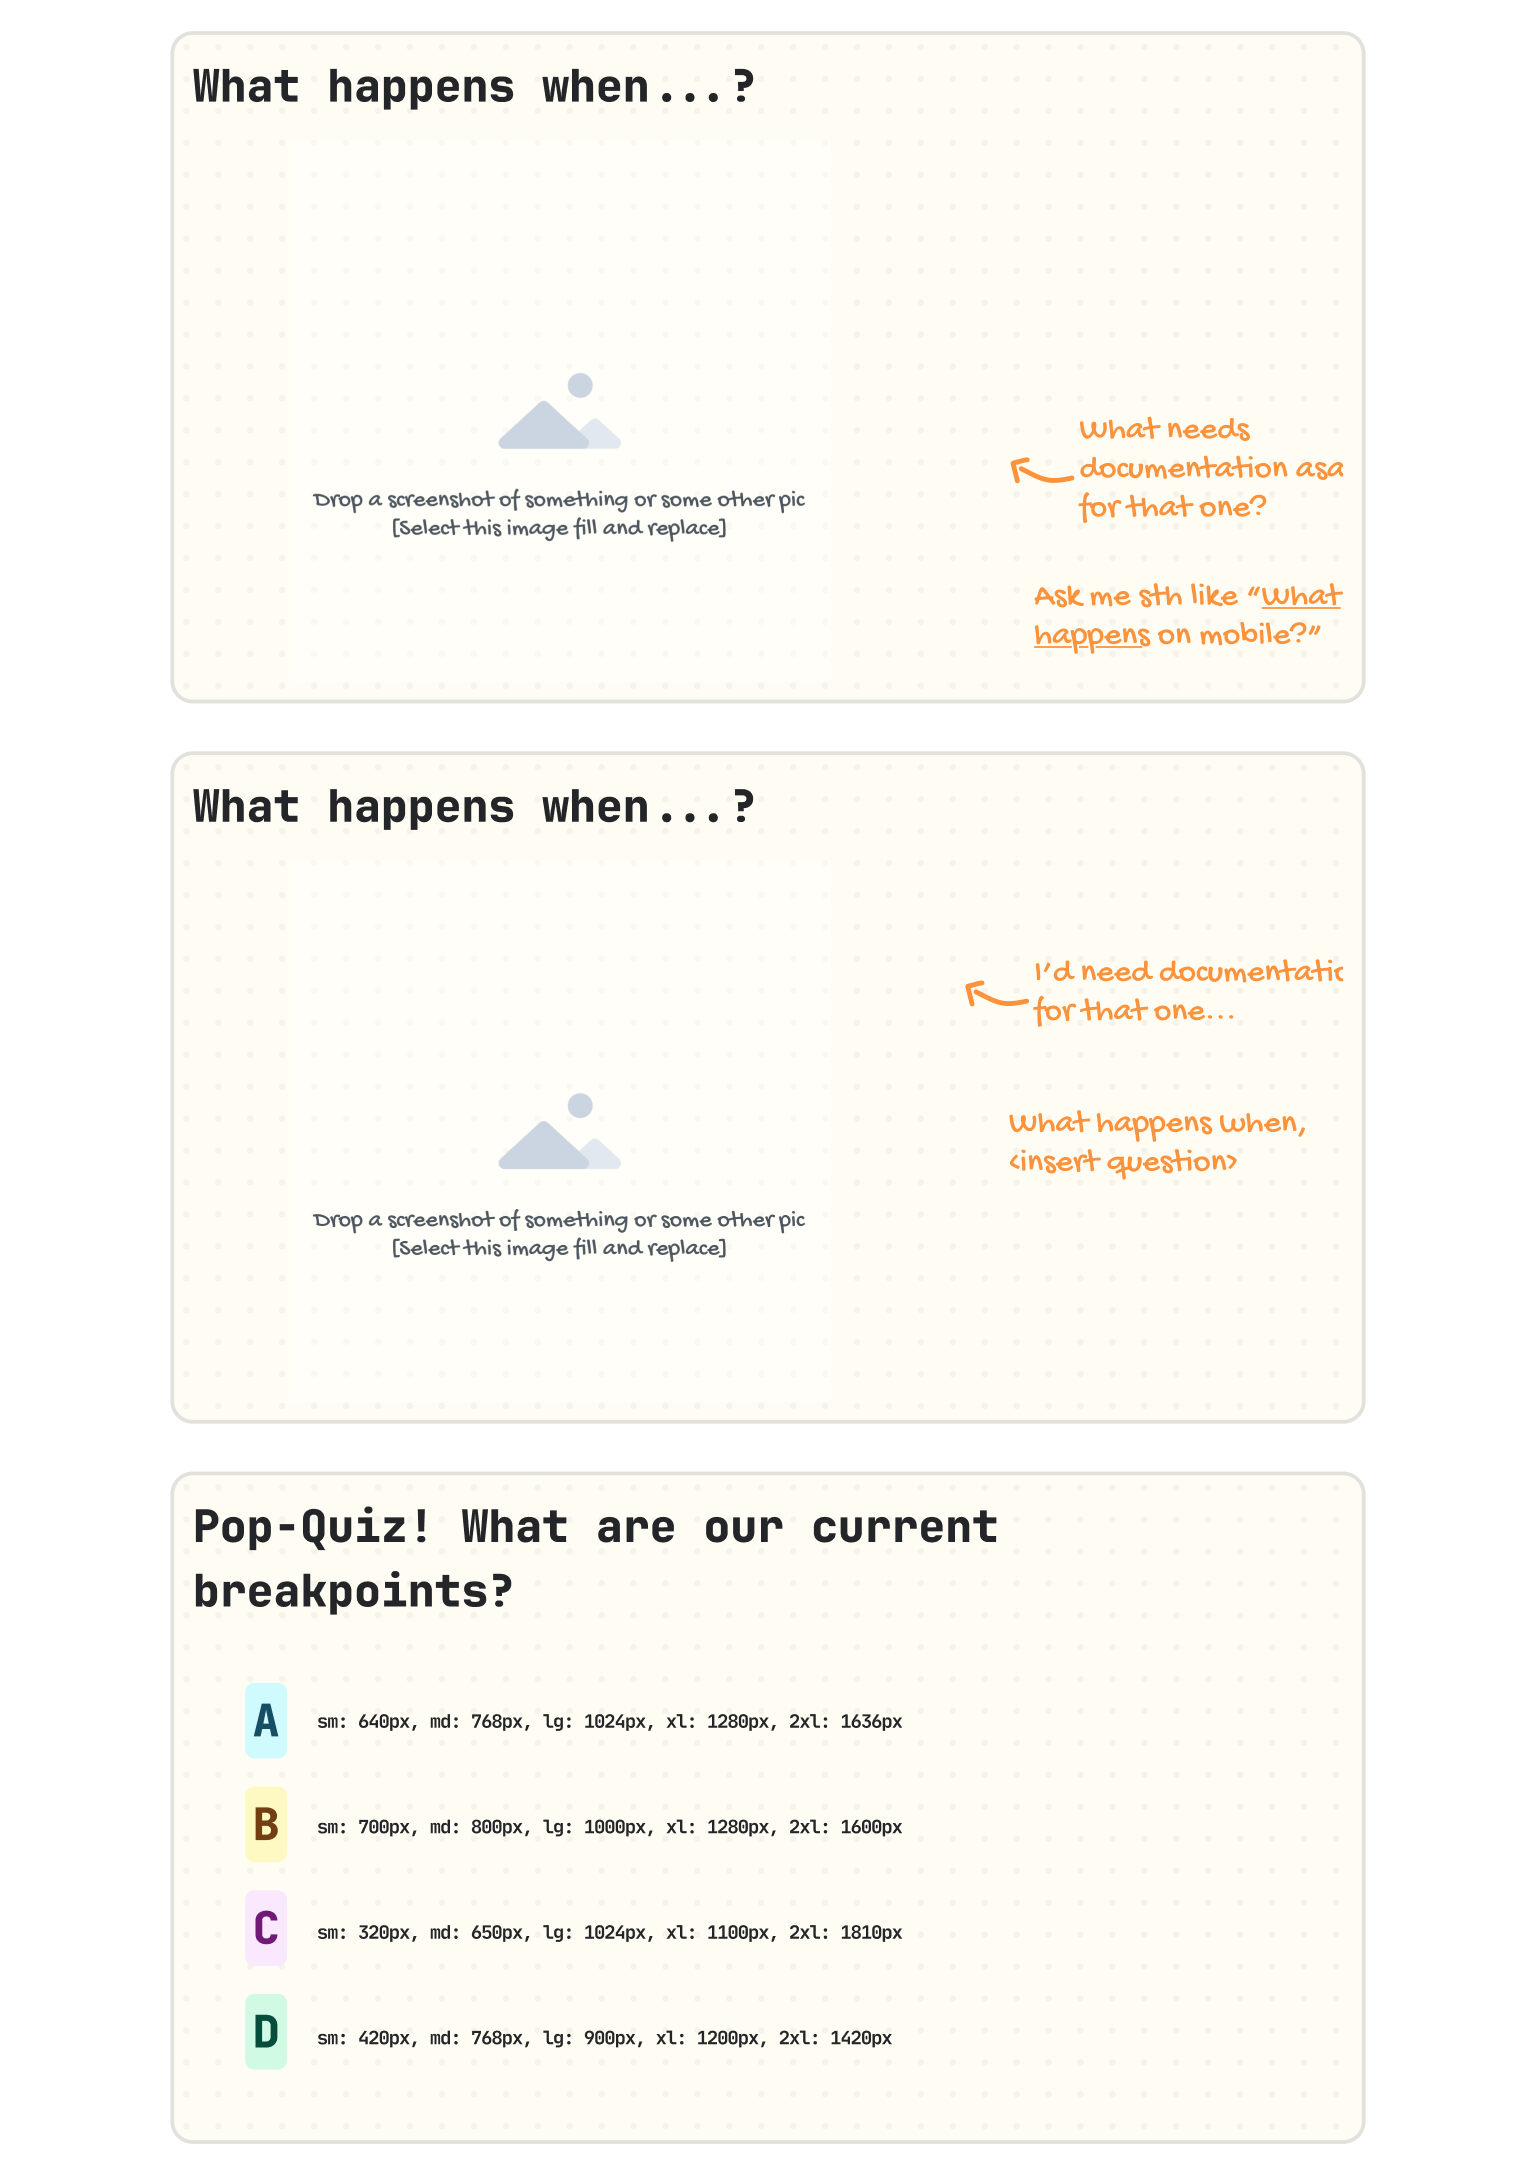 What happens when...?
What needs
documentation asa
for that one?
Drop a screenshot of something or some other pic
[Select this image fill and replace]
Ask me sth like “What
happens on mobile?”
What happens when...?
I’d need documentatic
for that one...
What happens when,
<insert question>
Drop a screenshot of something or some other pic
[Select this image fill and replace]
Pop-Quiz! What are our current
breakpoints?
A sm: 640px, md: 768px, lg: 1024px, xl: 1280px, 2xl: 1636px
B sm: 700px, md: 800px, lg: 1000px, xl: 1280px, 2xl: 1600px
C sm: 320px, md: 650px, lg: 1024px, xl: 1100px, 2xl: 1810px
D sm: 420px, md: 768px, lg: 900px, xl: 1200px, 2xl: 1420px